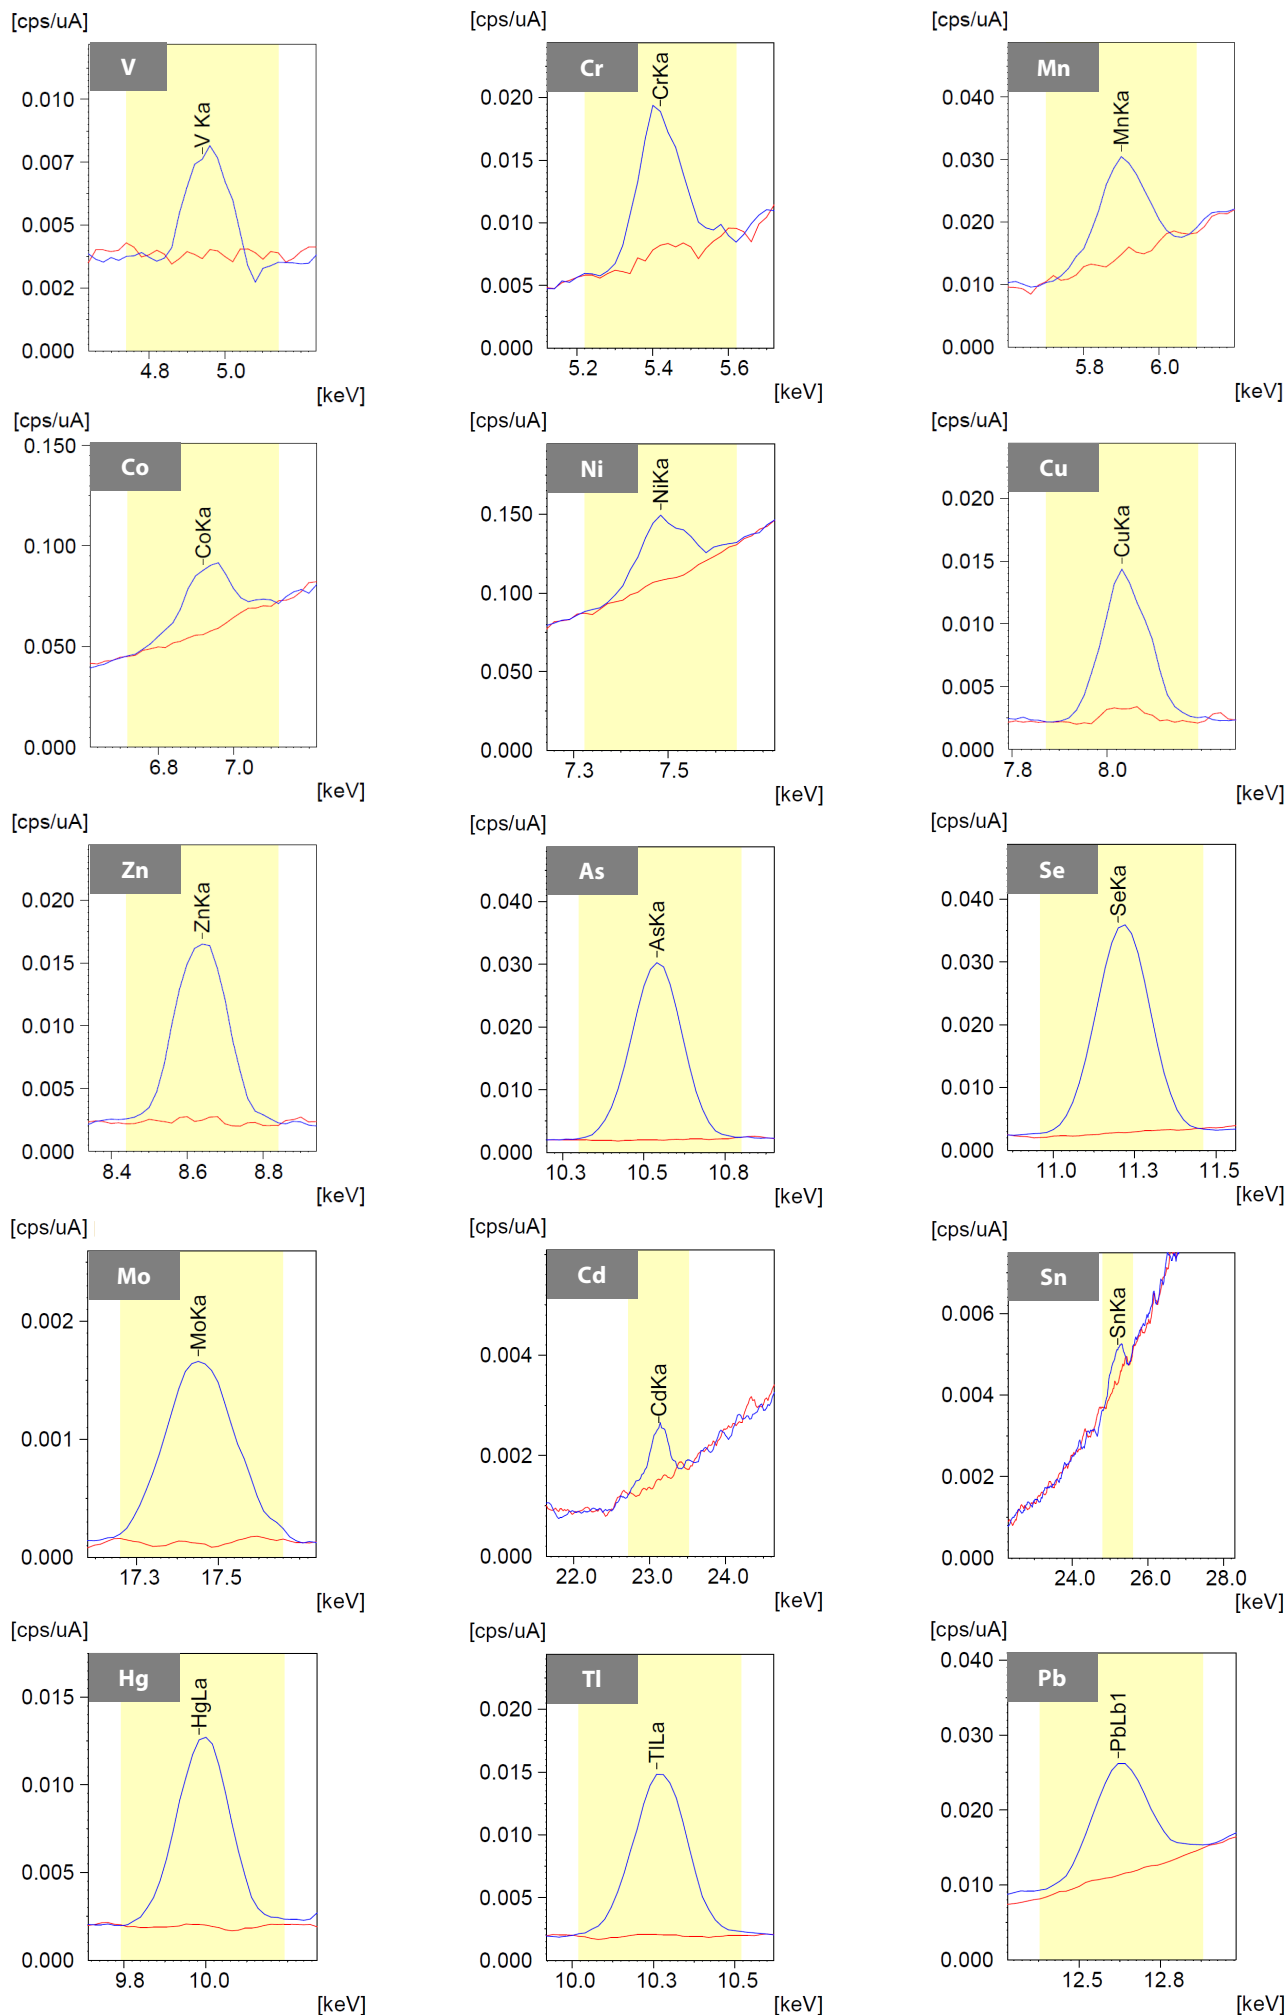 [cps/uA]
V
0.010
0.007
0.005
0.002
0.000
V Ka
4.8 5.0
[keV]
[cps/uA]
Cr
0.020
0.015
0.010
0.005
0.000
CrKa
5.2 5.4 5.6
[keV]
[cps/uA]
Mn
0.040
0.030
0.020
0.010
0.000
MnKa
5.8 6.0
[keV]
[cps/uA]
Co
0.150
0.100
0.050
0.000
CoKa
6.8 7.0
[keV]
[cps/uA]
Ni
0.150
0.100
0.050
0.000
NiKa
7.3 7.5
[keV]
[cps/uA]
Cu
0.020
0.015
0.010
0.005
0.000
CuKa
7.8 8.0
[keV]
[cps/uA]
Zn
0.020
0.015
0.010
0.005
0.000
ZnKa
8.4 8.6 8.8
[keV]
[cps/uA]
As
0.040
0.030
0.020
0.010
0.000
AsKa
10.3 10.5 10.8
[keV]
[cps/uA]
Se
0.040
0.030
0.020
0.010
0.000
SeKa
11.0 11.3 11.5
[keV]
[cps/uA]
Mo
0.002
0.001
0.000
MoKa
17.3 17.5
[keV]
[cps/uA]
Cd
0.004
0.002
0.000
CdKa
22.0 23.0 24.0
[keV]
[cps/uA]
Sn
0.006
0.004
0.002
0.000
SnKa
24.0 26.0 28.0
[keV]
[cps/uA]
Hg
0.015
0.010
0.005
0.000
HgLa
9.8 10.0
[keV]
[cps/uA]
Tl
0.020
0.015
0.010
0.005
0.000
TlLa
10.0 10.3 10.5
[keV]
[cps/uA]
Pb
0.040
0.030
0.020
0.010
0.000
PbLb1
12.5 12.8
[keV]